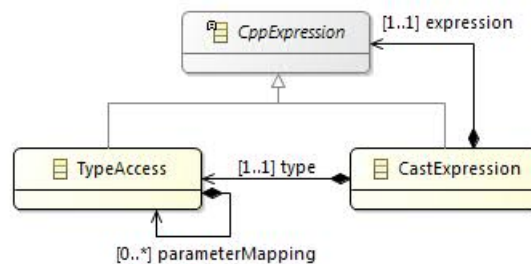 [1..1] expression
CppExpression
TypeAccess
[1..1] type
CastExpression
[0..*] parameterMapping